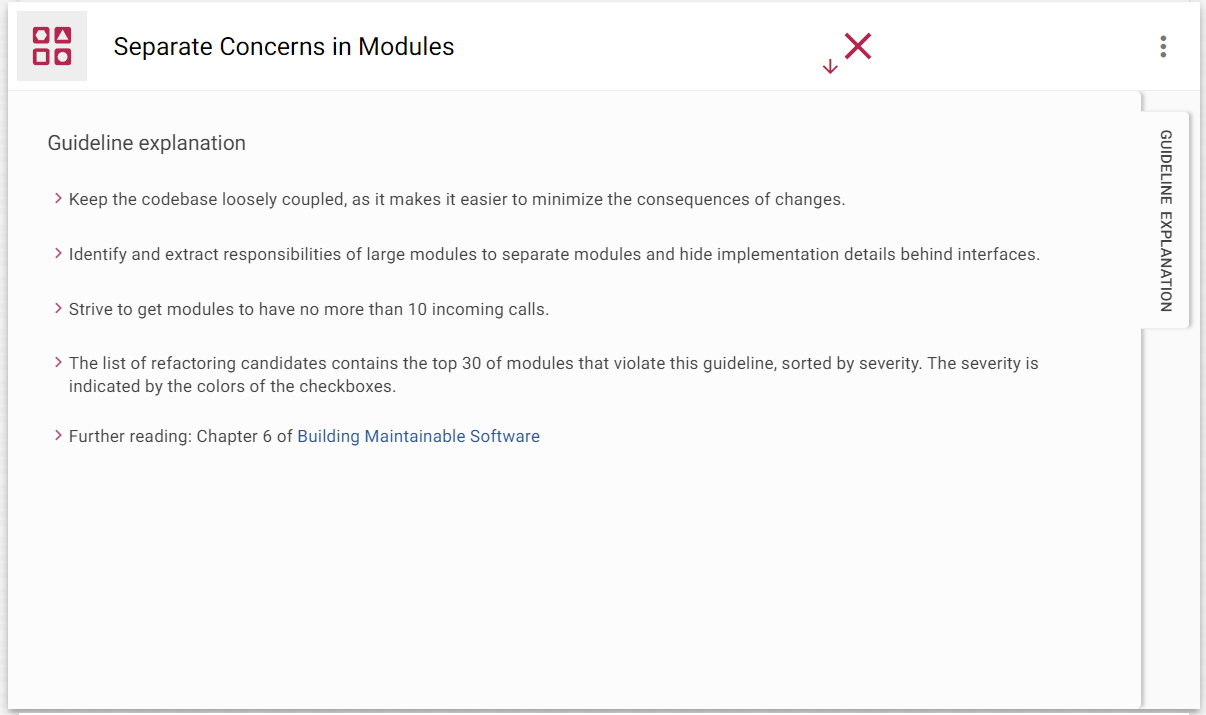 Separate Concerns in Modules
Guideline explanation
Keep the codebase loosely coupled, as it makes it easier to minimize the consequences of changes.
Identify and extract responsibilities of large modules to separate modules and hide implementation details behind interfaces.
Strive to get modules to have no more than 10 incoming calls.
The list of refactoring candidates contains the top 30 of modules that violate this guideline, sorted by severity. The severity is
indicated by the colors of the checkboxes.
Further reading: Chapter 6 of Building Maintainable Software
GUIDELINE EXPLANATION